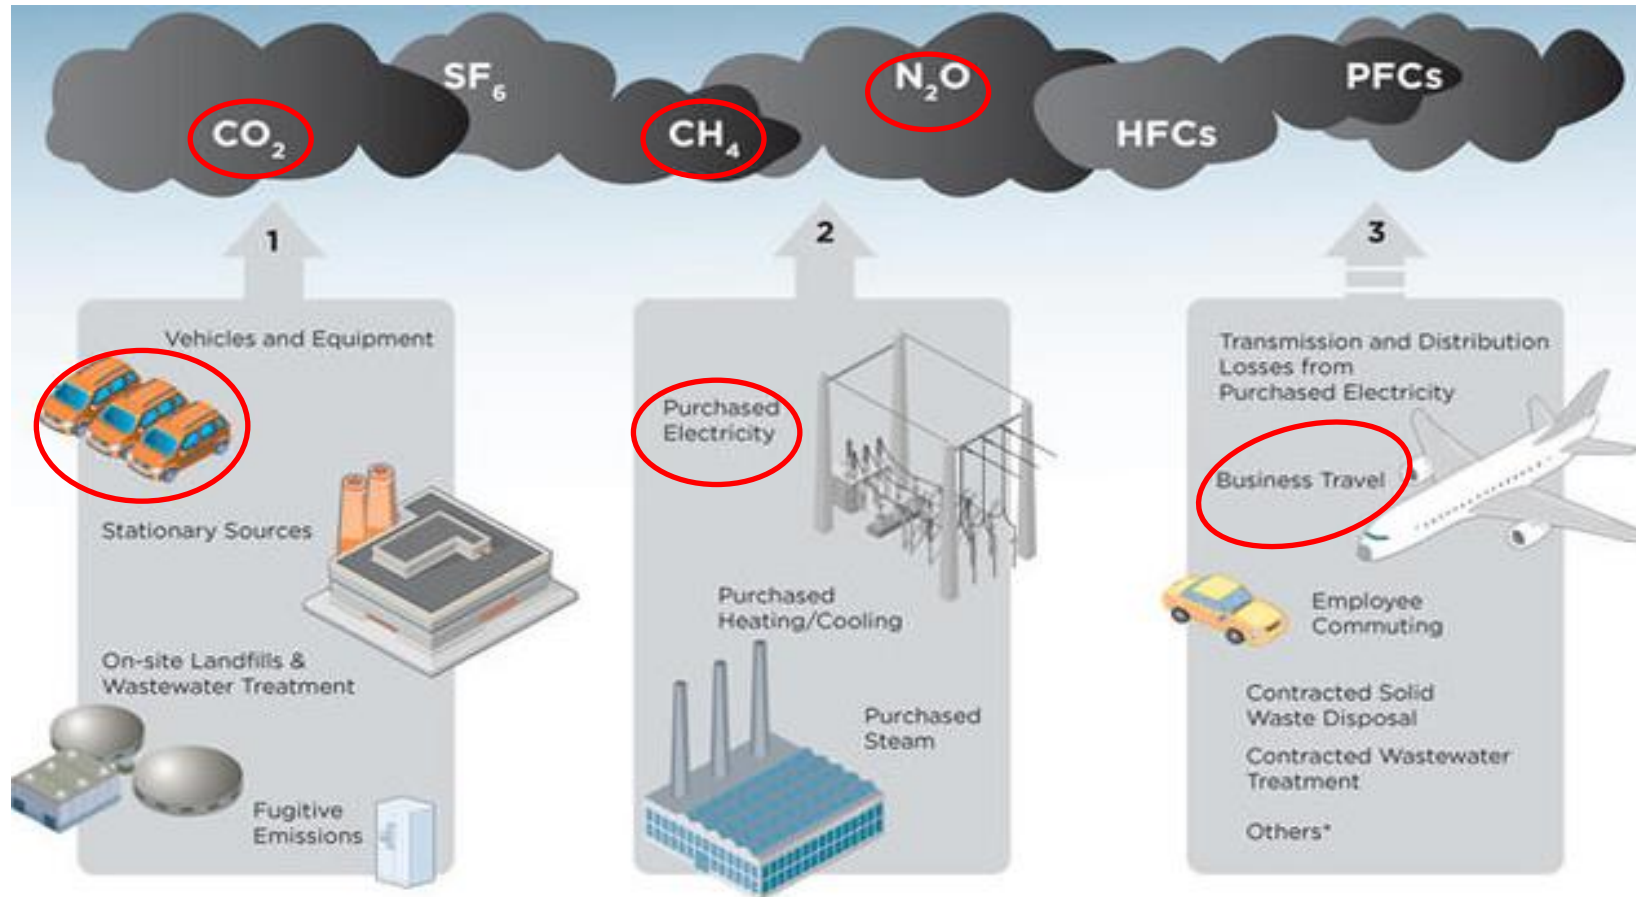 SF₆
N₂O
PFCs
CO₂
CH₄
HFCs
1
Vehicles and Equipment
Stationary Sources
On-site Landfills &
Wastewater Treatment
Fugitive
Emissions
2
Purchased
Electricity
Purchased
Heating/Cooling
Purchased
Steam
3
Transmission and Distribution
Losses from
Purchased Electricity
Business Travel
Employee
Commuting
Contracted Solid
Waste Disposal
Contracted Wastewater
Treatment
Others*